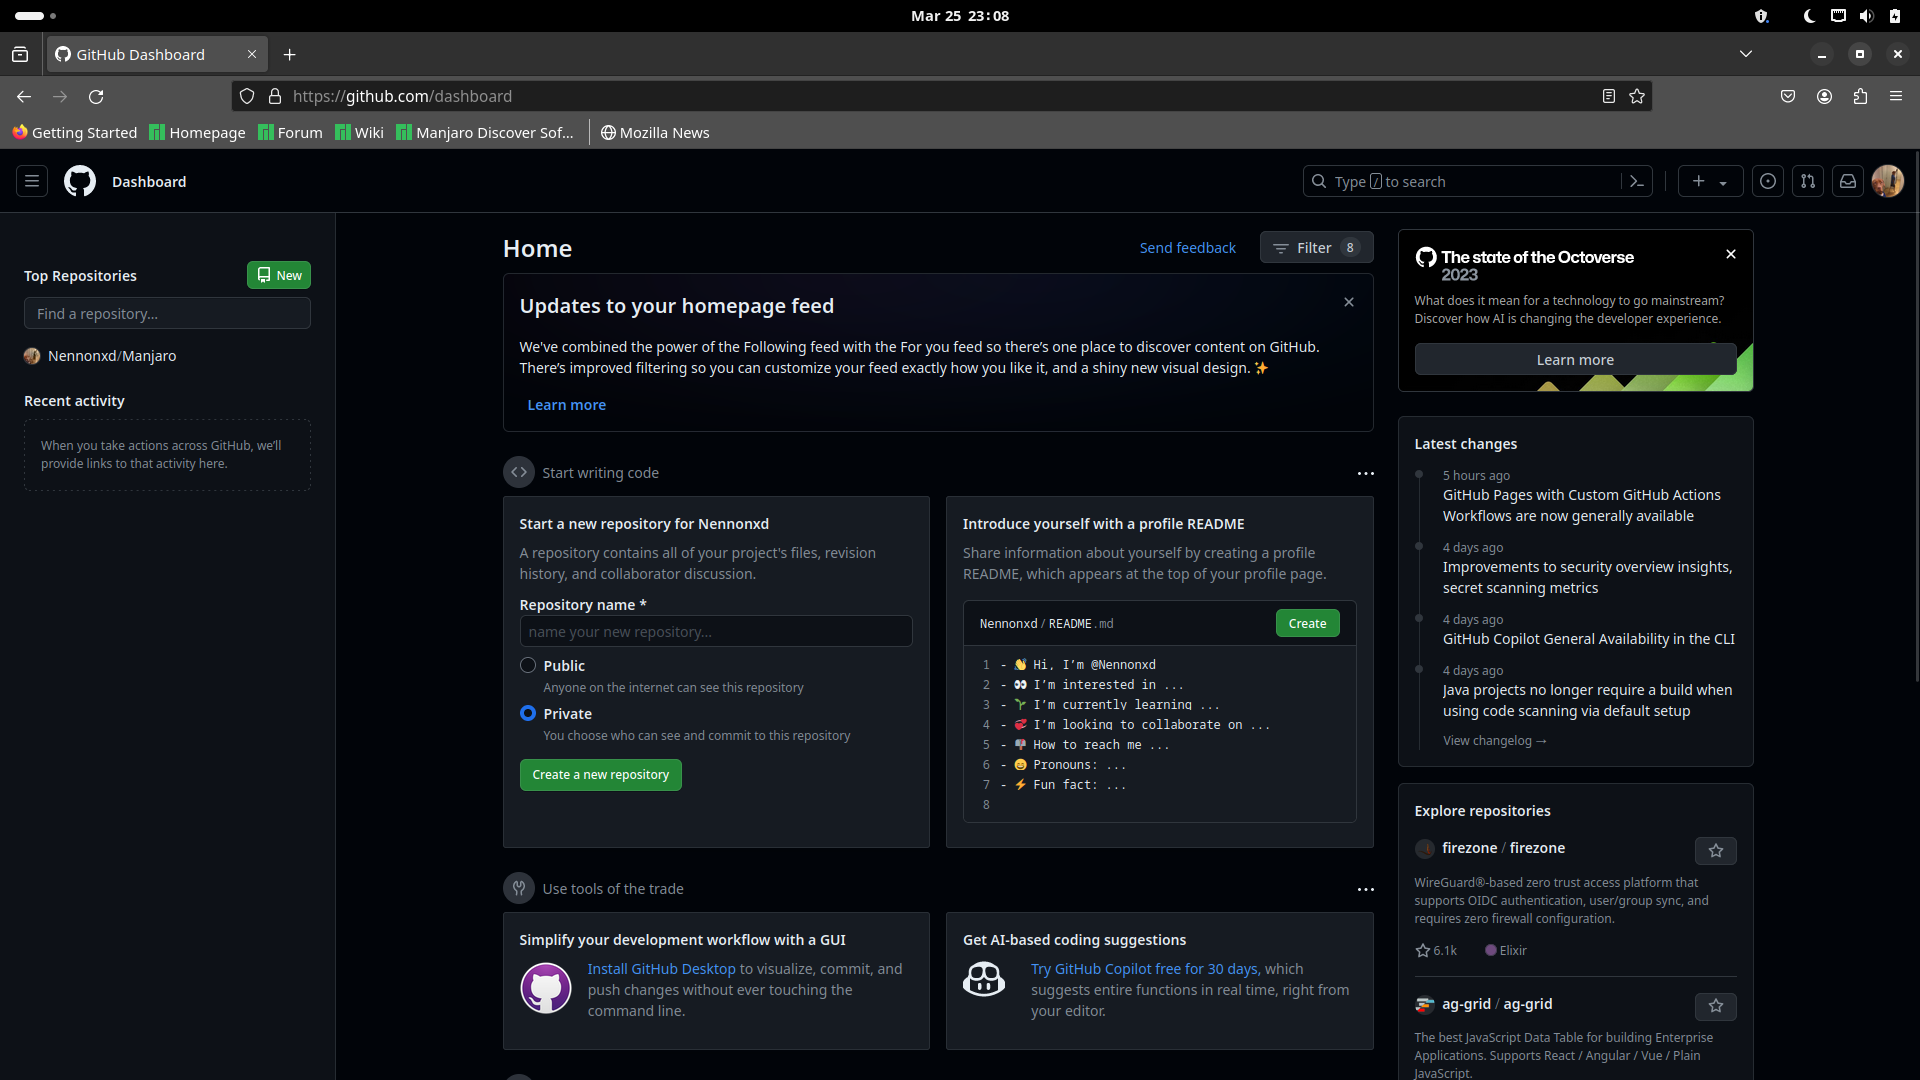 Mar 25 23:08
GitHub Dashboard
https://github.com/dashboard
Getting Started
Homepage
Forum
Wiki
Manjaro Discover Sof...
Mozilla News
Dashboard
Type / to search
Top Repositories
New
Find a repository...
Nennonxd/Manjaro
Recent activity
When you take actions across GitHub, we'll
provide links to that activity here.
Home
Send feedback
Filter 8
Updates to your homepage feed
We've combined the power of the Following feed with the For you feed so there's one place to discover content on GitHub.
There's improved filtering so you can customize your feed exactly how you like it, and a shiny new visual design. ✨
Learn more
Start writing code
Start a new repository for Nennonxd
A repository contains all of your project's files, revision
history, and collaborator discussion.
Repository name *
name your new repository...
Public
Anyone on the internet can see this repository
Private
You choose who can see and commit to this repository
Create a new repository
Introduce yourself with a profile README
Share information about yourself by creating a profile
README, which appears at the top of your profile page.
Nennonxd / README.md
Create
1 - 👋 Hi, I'm @Nennonxd
2 - 👀 I'm interested in ...
3 - 🌱 I'm currently learning ...
4 - 💞️ I'm looking to collaborate on ...
5 - 📫 How to reach me ...
6 - 😄 Pronouns: ...
7 - ⚡ Fun fact: ...
8
Use tools of the trade
Simplify your development workflow with a GUI
Install GitHub Desktop to visualize, commit, and
push changes without ever touching the
command line.
Get AI-based coding suggestions
Try GitHub Copilot free for 30 days, which
suggests entire functions in real time, right from
your editor.
The state of the Octoverse
2023
What does it mean for a technology to go mainstream?
Discover how AI is changing the developer experience.
Learn more
Latest changes
5 hours ago
GitHub Pages with Custom GitHub Actions
Workflows are now generally available
4 days ago
Improvements to security overview insights,
secret scanning metrics
4 days ago
GitHub Copilot General Availability in the CLI
4 days ago
Java projects no longer require a build when
using code scanning via default setup
View changelog →
Explore repositories
firezone / firezone
WireGuard®-based zero trust access platform that
supports OIDC authentication, user/group sync, and
requires zero firewall configuration.
6.1k
Elixir
ag-grid / ag-grid
The best JavaScript Data Table for building Enterprise
Applications. Supports React / Angular / Vue / Plain
JavaScript.